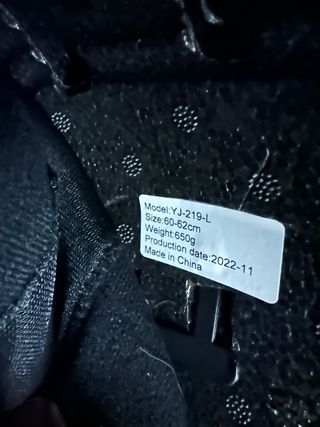 Model:YJ-219-L
Size:60-62cm
Weight:650g
Production date:2022-11
Made in China